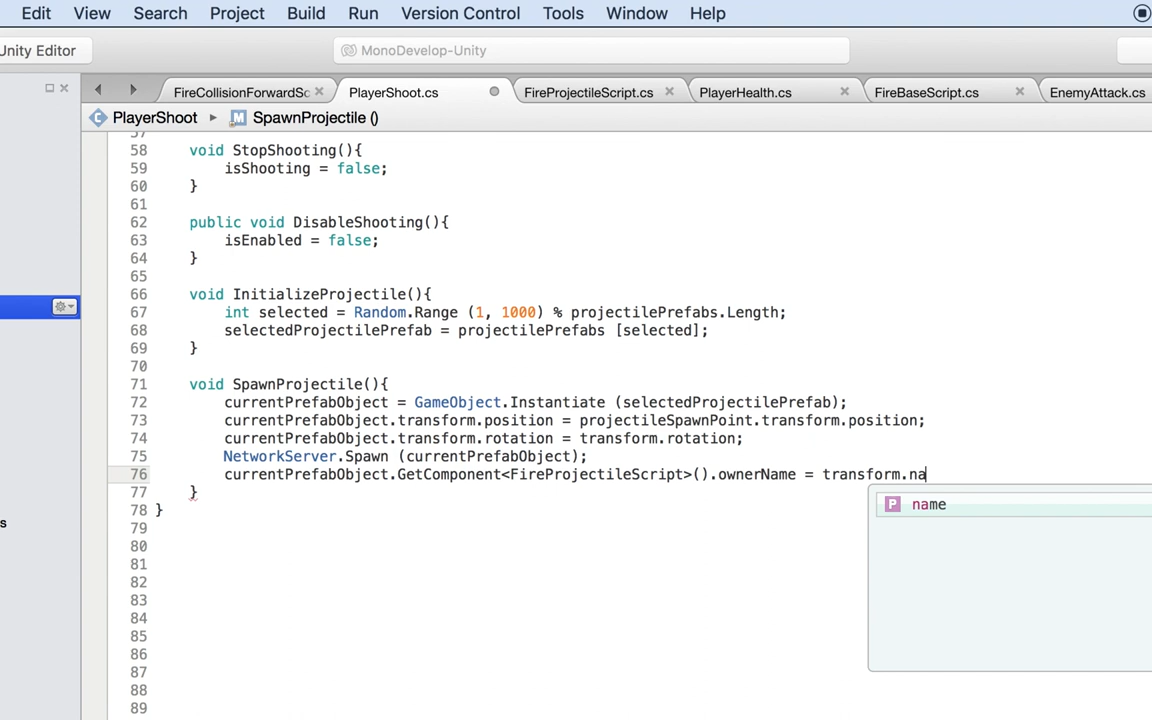 Edit View Search Project Build Run Version Control Tools Window Help
Unity Editor
MonoDevelop-Unity
FireCollisionForwardSc PlayerShoot.cs FireProjectileScript.cs PlayerHealth.cs FireBaseScript.cs EnemyAttack.cs
PlayerShoot ▸ SpawnProjectile ()
57
58 void StopShooting(){
59 isShooting = false;
60 }
61
62 public void DisableShooting(){
63 isEnabled = false;
64 }
65
66 void InitializeProjectile(){
67 int selected = Random.Range (1, 1000) % projectilePrefabs.Length;
68 selectedProjectilePrefab = projectilePrefabs [selected];
69 }
70
71 void SpawnProjectile(){
72 currentPrefabObject = GameObject.Instantiate (selectedProjectilePrefab);
73 currentPrefabObject.transform.position = projectileSpawnPoint.transform.position;
74 currentPrefabObject.transform.rotation = transform.rotation;
75 NetworkServer.Spawn (currentPrefabObject);
76 currentPrefabObject.GetComponent<FireProjectileScript>().ownerName = transform.na
P name
77 }
78 }
s
79
80
81
82
83
84
85
86
87
88
89